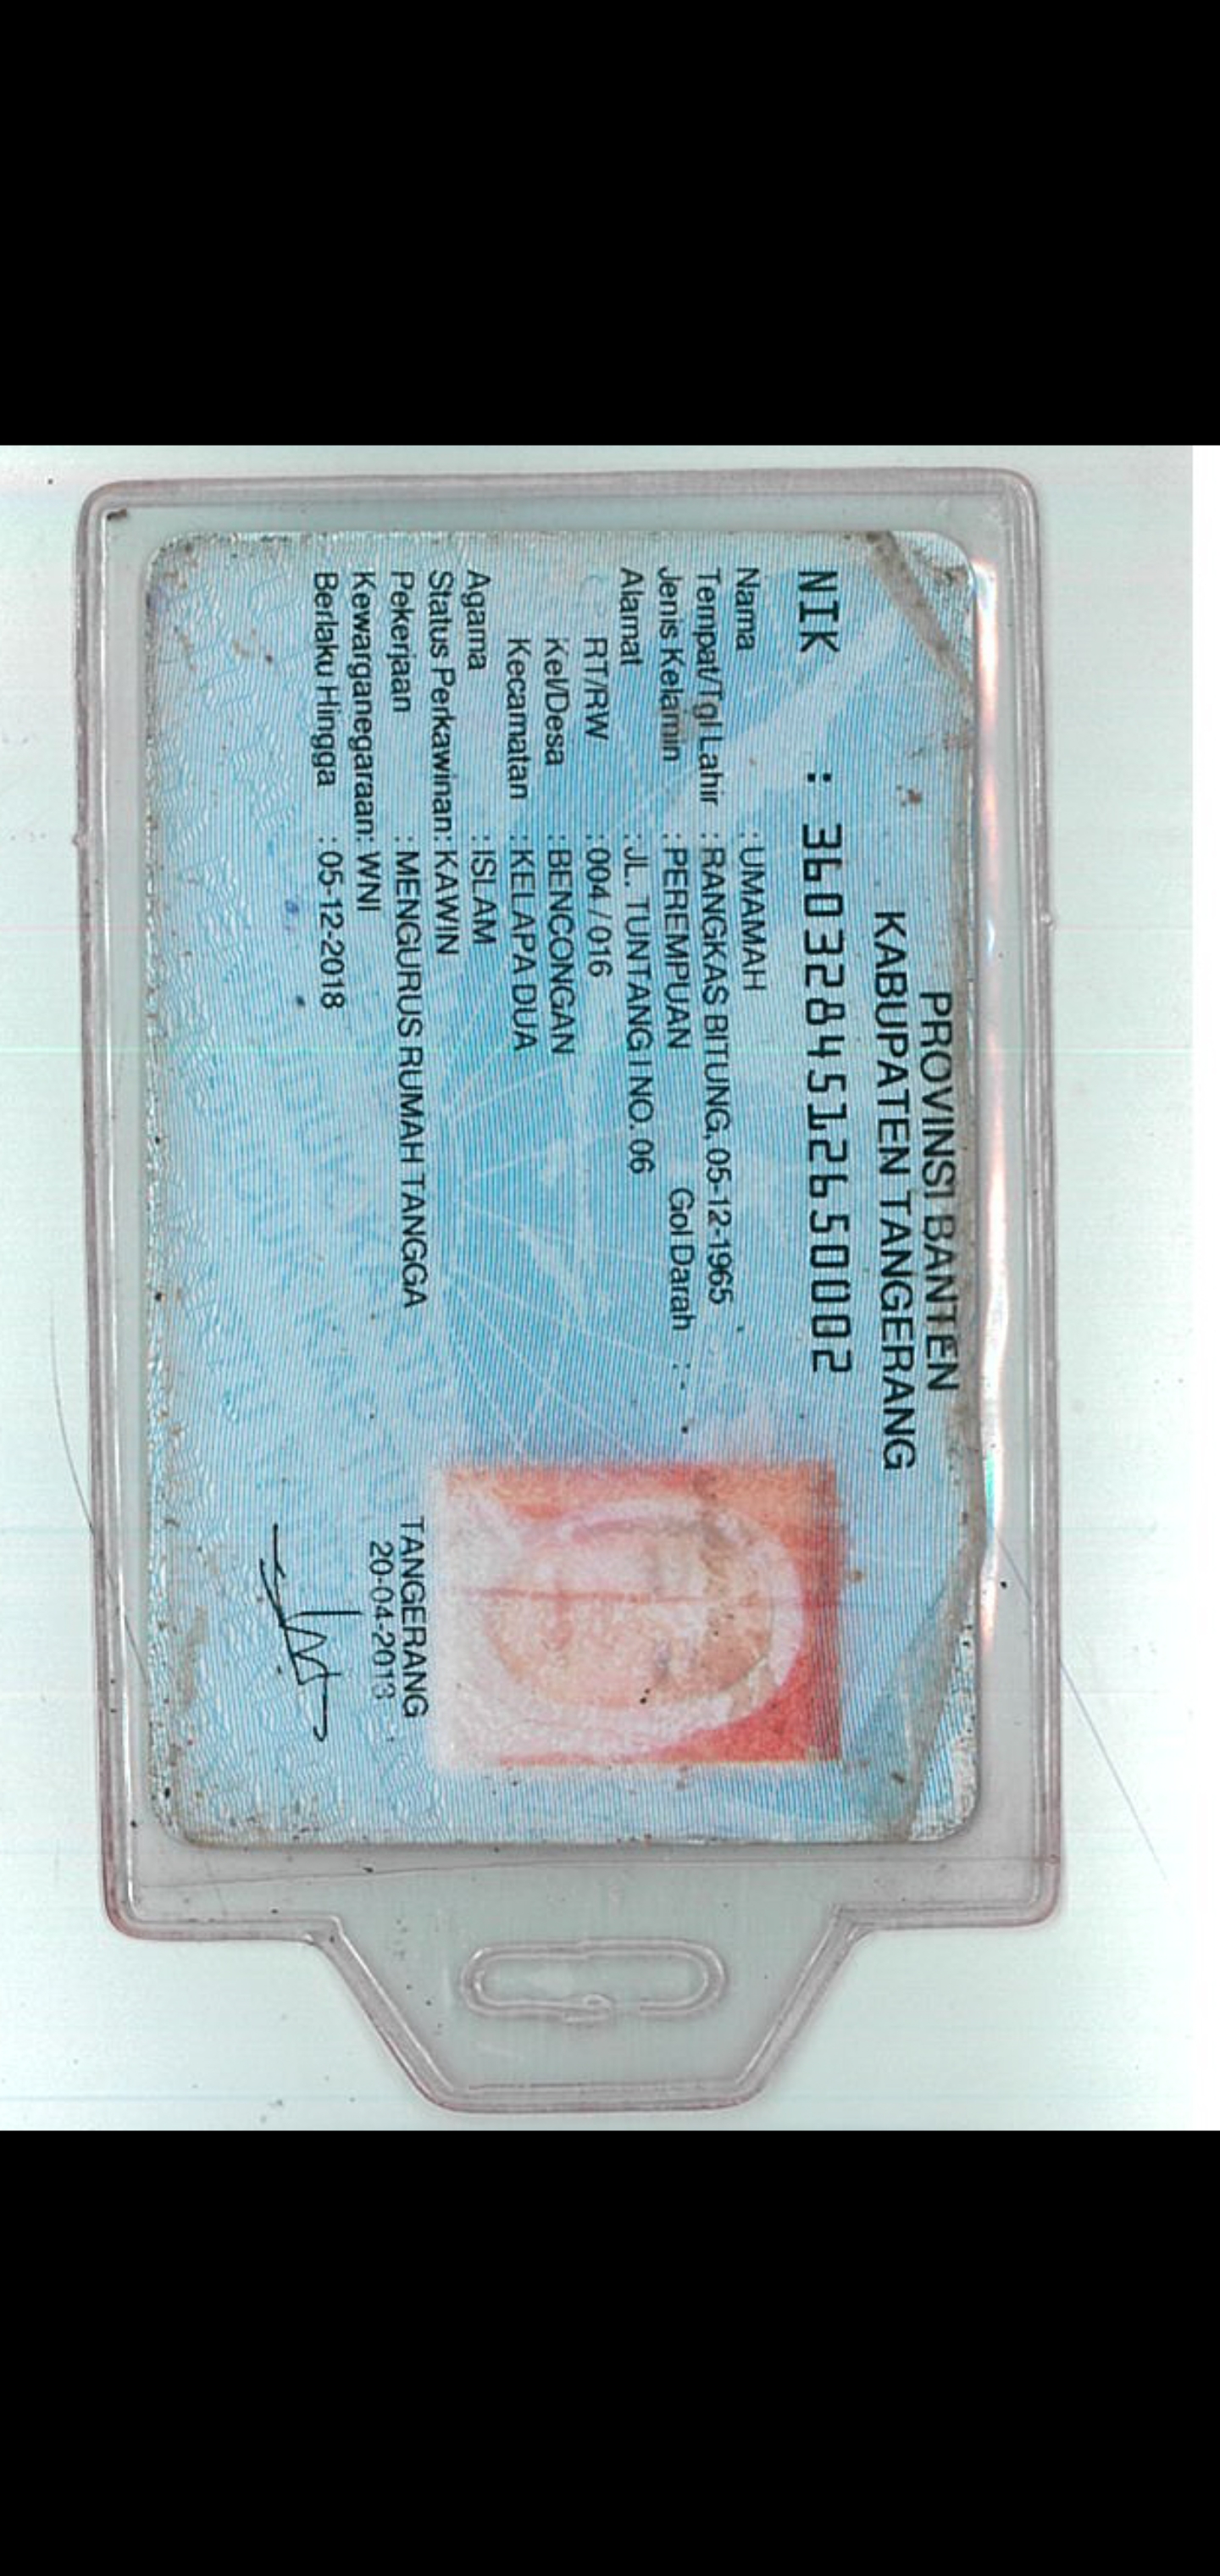 PROVINSI BANTEN
KABUPATEN TANGERANG
NIK : 3603284512650002
Nama : UMAMAH
Tempat/Tgl Lahir : RANGKAS BITUNG, 05-12-1965
Jenis Kelamin : PEREMPUAN Gol Darah : -
Alamat : JL. TUNTANG I NO. 06
RT/RW : 004 / 016
Kel/Desa : BENCONGAN
Kecamatan : KELAPA DUA
Agama : ISLAM
Status Perkawinan : KAWIN
Pekerjaan : MENGURUS RUMAH TANGGA
Kewarganegaraan : WNI
Berlaku Hingga : 05-12-2018
TANGERANG
20-04-2013